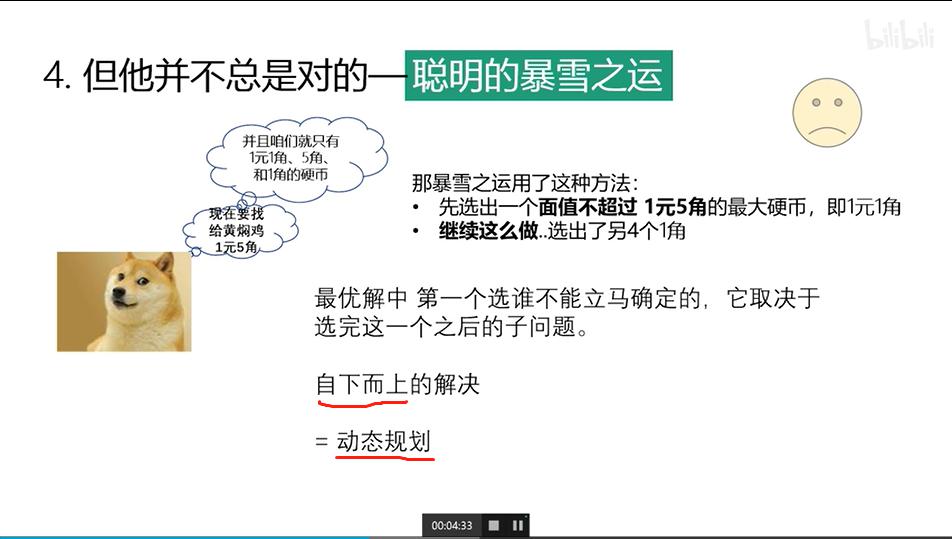 bilibili
4. 但他并不总是对的—聪明的暴雪之运
并且咱们就只有
1元1角、5角、
和1角的硬币
现在要找
给黄焖鸡
1元5角
那暴雪之运用了这种方法：
• 先选出一个面值不超过 1元5角的最大硬币，即1元1角
• 继续这么做..选出了另4个1角
最优解中 第一个选谁不能立马确定的，它取决于
选完这一个之后的子问题。
自下而上的解决
= 动态规划
00:04:33